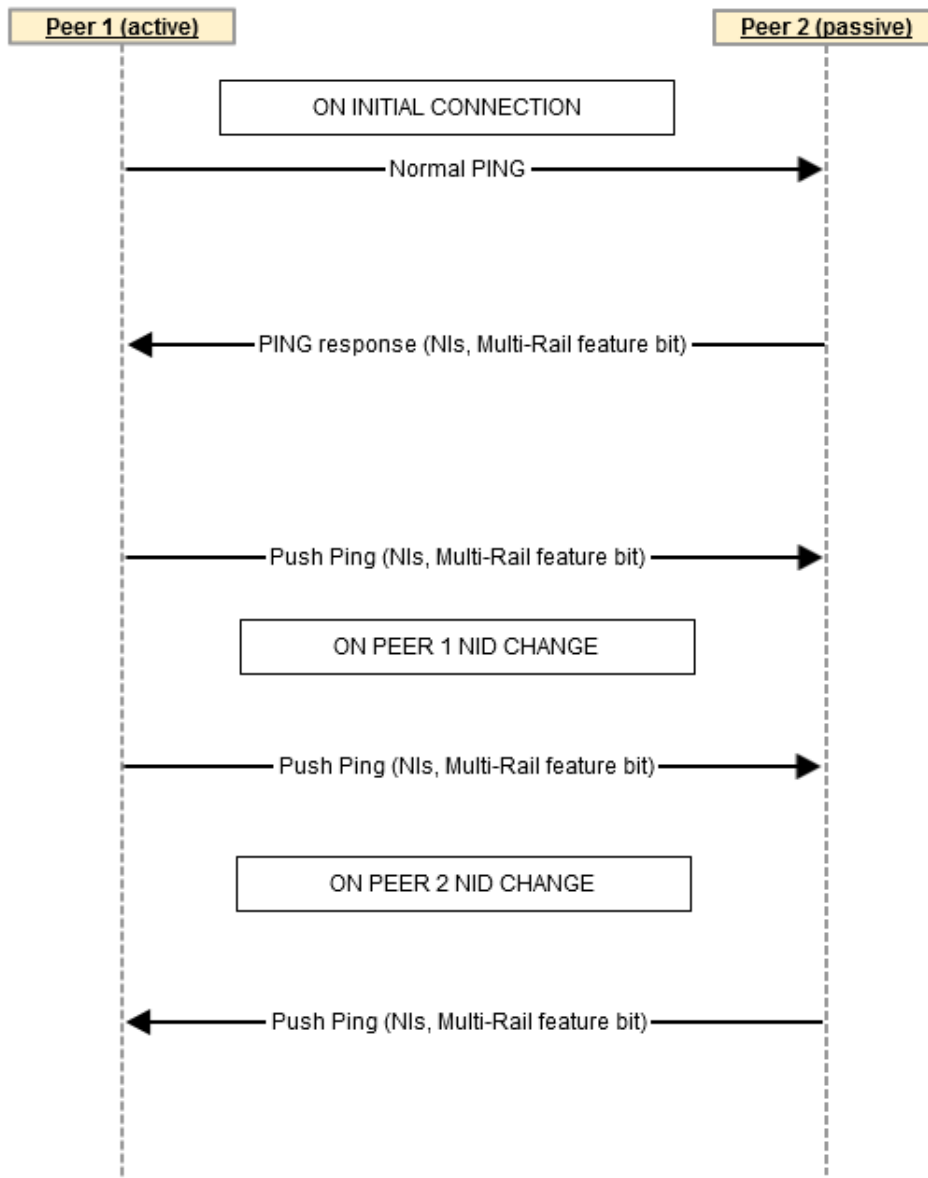 Peer 1 (active)
Peer 2 (passive)
ON INITIAL CONNECTION
Normal PING
PING response (NIs, Multi-Rail feature bit)
Push Ping (NIs, Multi-Rail feature bit)
ON PEER 1 NID CHANGE
Push Ping (NIs, Multi-Rail feature bit)
ON PEER 2 NID CHANGE
Push Ping (NIs, Multi-Rail feature bit)